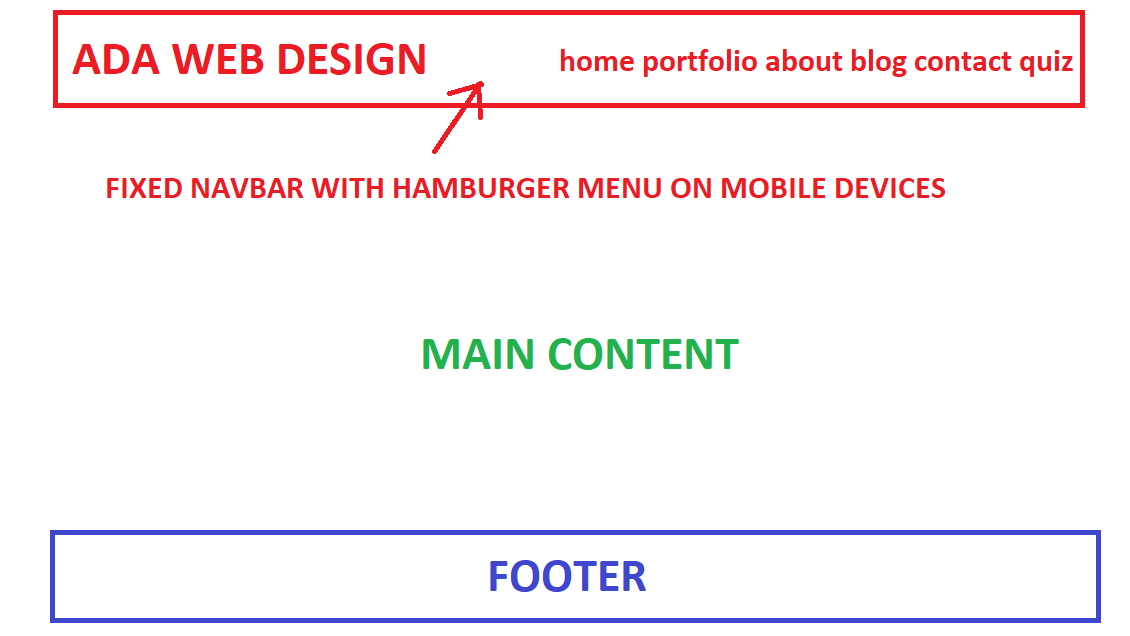 ADA WEB DESIGN home portfolio about blog contact quiz
FIXED NAVBAR WITH HAMBURGER MENU ON MOBILE DEVICES
MAIN CONTENT
FOOTER